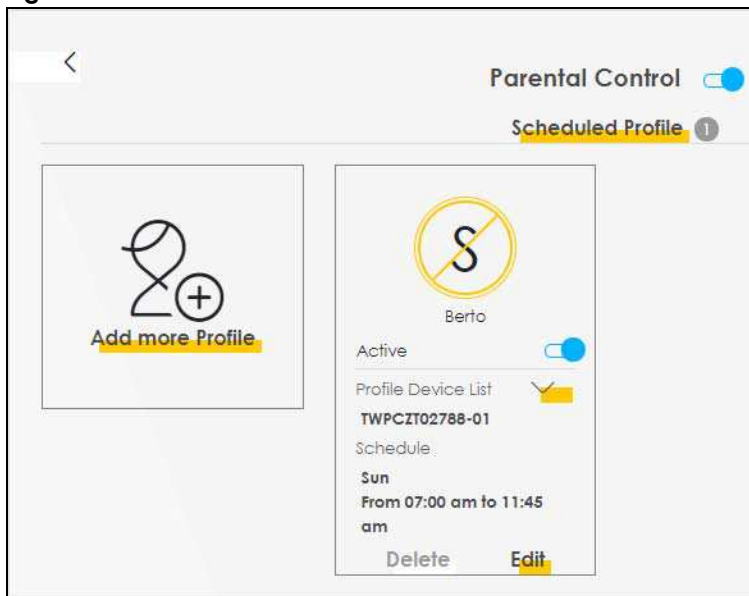 Parental Control
Scheduled Profile 1
Add more Profile
S
Berto
Active
Profile Device List
TWPCZT02788-01
Schedule
Sun
From 07:00 am to 11:45
am
Delete Edit